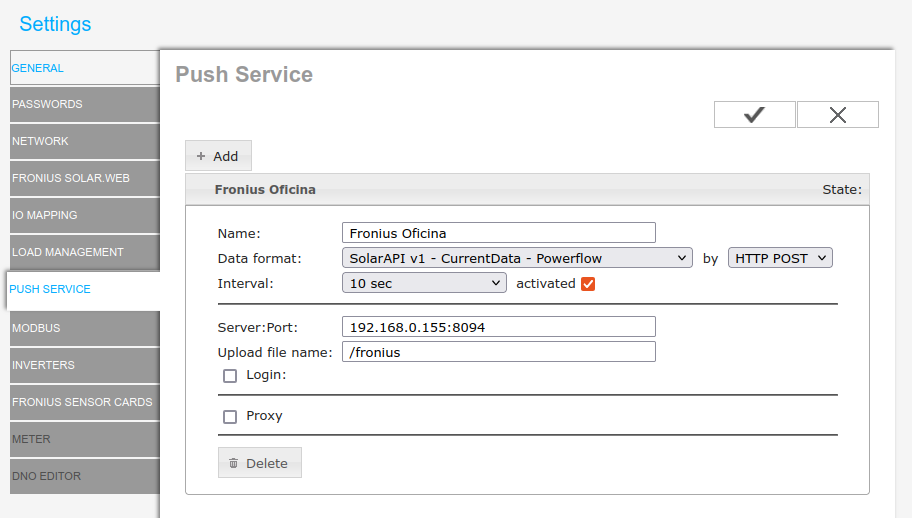 Settings
GENERAL
PASSWORDS
NETWORK
FRONIUS SOLAR.WEB
IO MAPPING
LOAD MANAGEMENT
PUSH SERVICE
MODBUS
INVERTERS
FRONIUS SENSOR CARDS
METER
DNO EDITOR
Push Service
+ Add
Fronius Oficina State:
Name: Fronius Oficina
Data format: SolarAPI v1 - CurrentData - Powerflow by HTTP POST
Interval: 10 sec activated
Server:Port: 192.168.0.155:8094
Upload file name: /fronius
Login:
Proxy
Delete